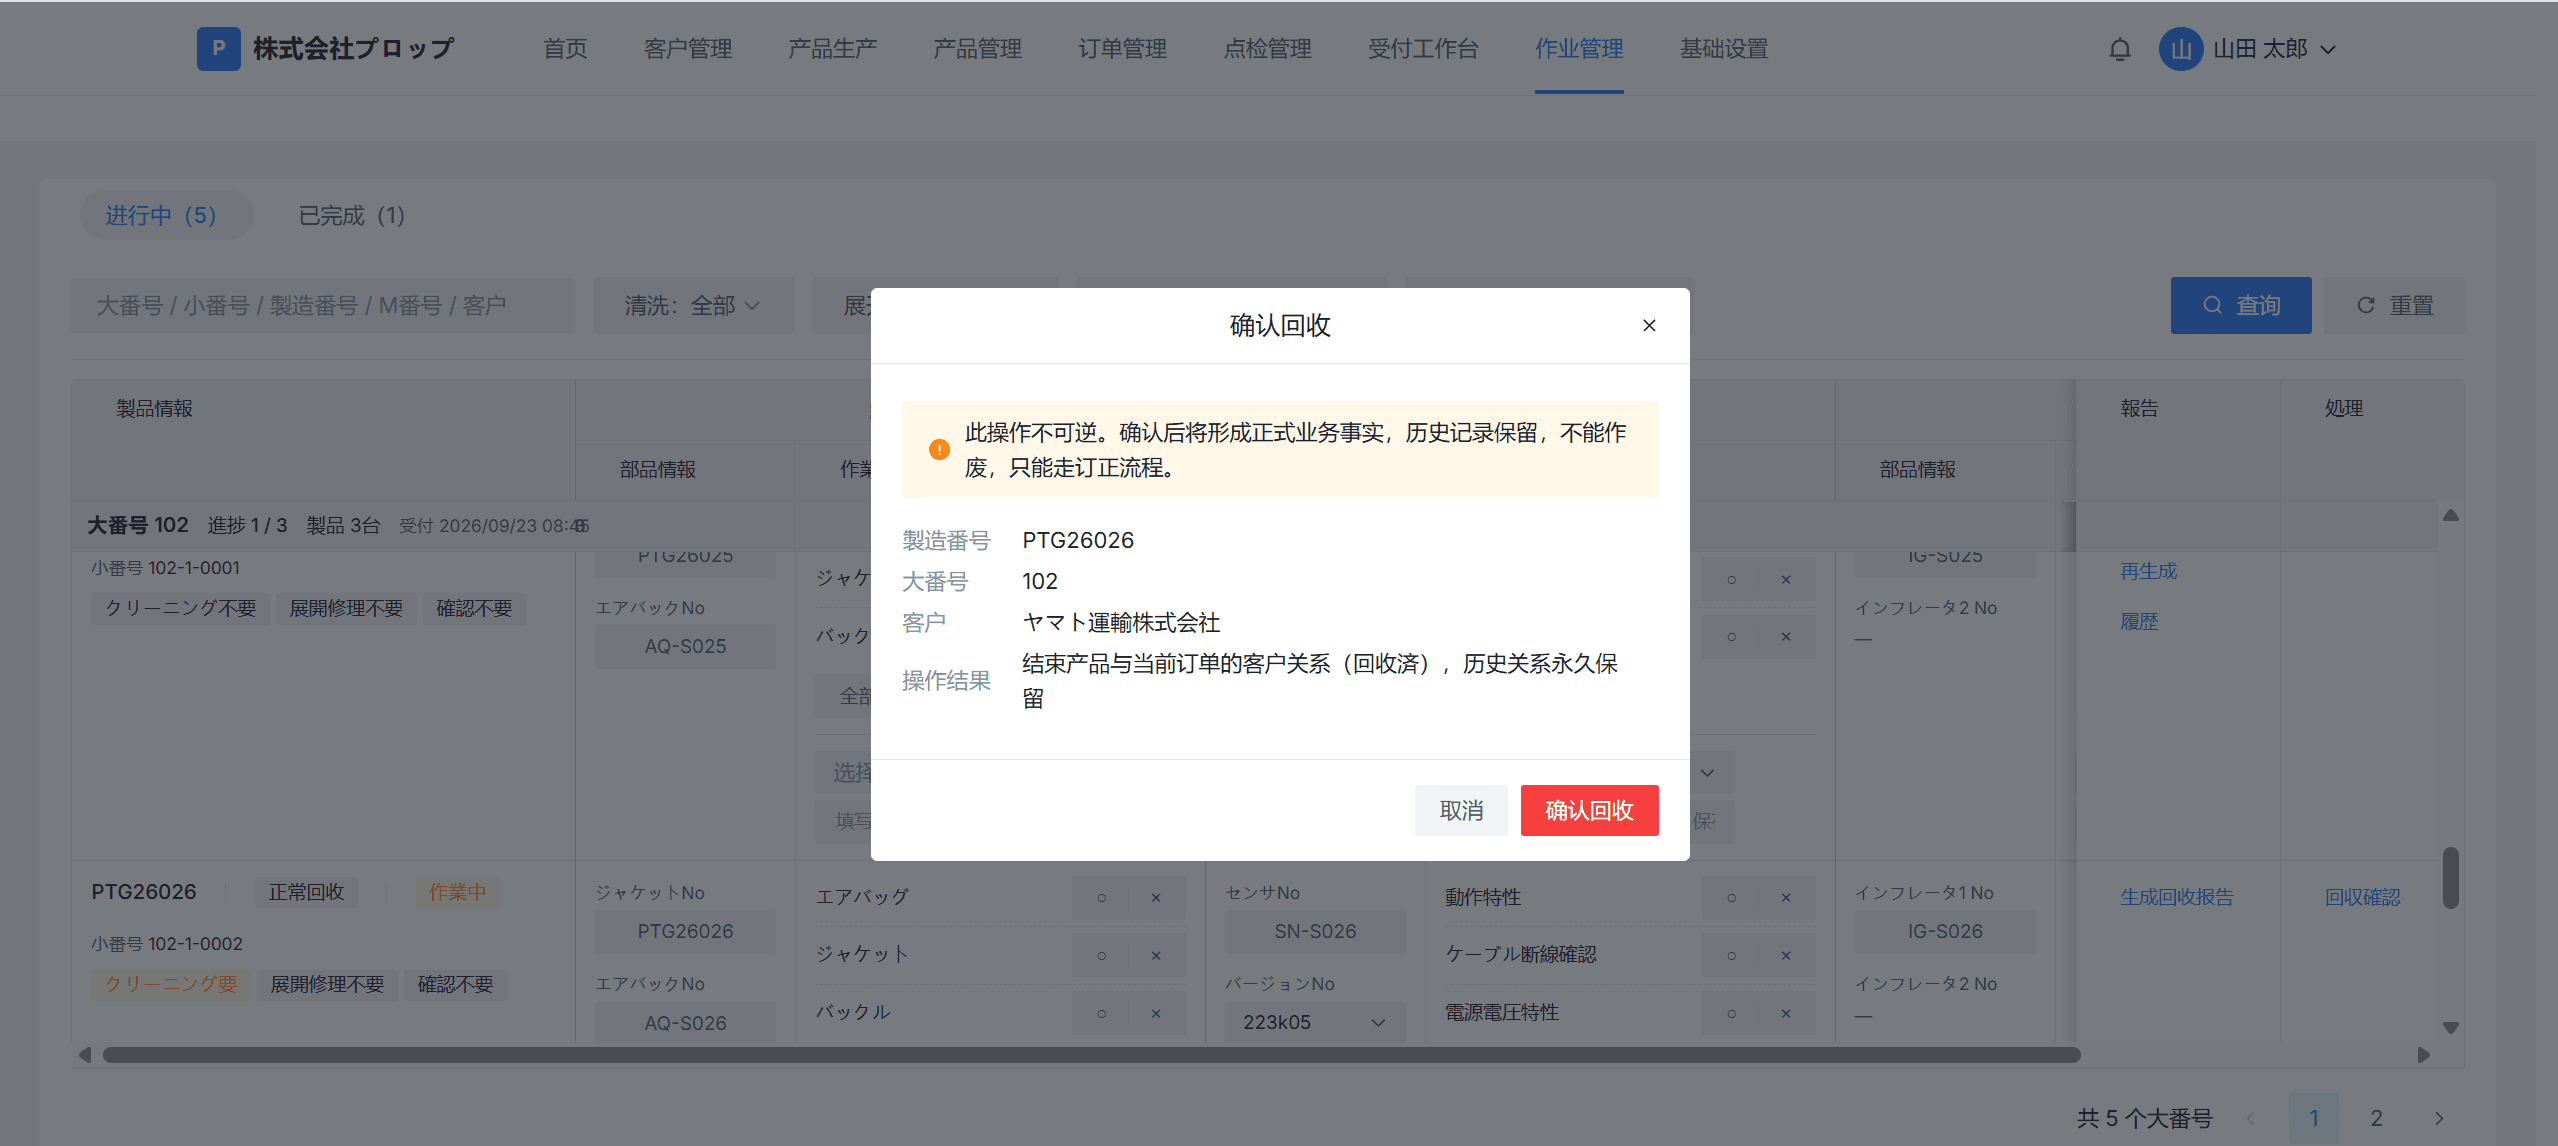 P 株式会社プロップ 首页 客户管理 产品生产 产品管理 订单管理 点检管理 受付工作台 作业管理 基础设置 山 山田 太郎
进行中（5） 已完成（1）
大番号 / 小番号 / 製造番号 / M番号 / 客户 清洗：全部 查询 重置
確认回收
此操作不可逆。确认后将形成正式业务事实，历史记录保留，不能作
废，只能走订正流程。
製造番号 PTG26026
大番号 102
客户 ヤマト運輸株式会社
操作结果 结束产品与当前订单的客户关系（回收済），历史关系永久保
留
取消 确认回收
製品情報 報告 処理
部品情報 部品情報
大番号 102 進捗 1 / 3 製品 3台 受付 2026/09/23 08:45
PTG26025 IG-S025
小番号 102-1-0001 ○ × 再生成
クリーニング不要 展開修理不要 確認不要 エアバックNo インフレータ2 No 履歴
AQ-S025 ○ × —
PTG26026 正常回收 作業中 ジャケットNo エアバッグ ○ × センサNo 動作特性 ○ × インフレータ1 No 生成回収报告 回収確認
PTG26026 SN-S026 IG-S026
小番号 102-1-0002 ジャケット ○ × ケーブル断線確認 ○ ×
クリーニング要 展開修理不要 確認不要 エアバックNo バージョンNo インフレータ2 No
AQ-S026 バックル ○ × 223k05 電源電圧特性 ○ × —
共 5 个大番号 1 2